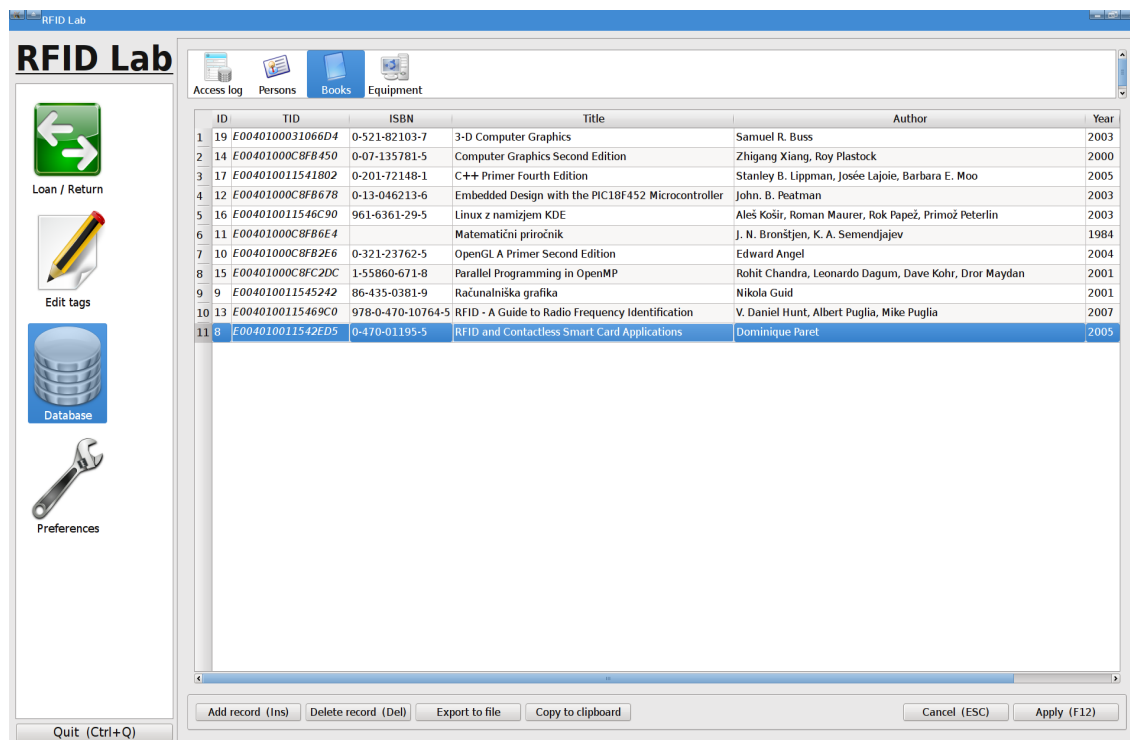 RFID Lab
RFID Lab
Loan / Return
Edit tags
Database
Preferences
Quit (Ctrl+Q)
Access log Persons Books Equipment
ID TID ISBN Title Author Year
1 19 E0040100031066D4 0-521-82103-7 3-D Computer Graphics Samuel R. Buss 2003
2 14 E00401000C8FB450 0-07-135781-5 Computer Graphics Second Edition Zhigang Xiang, Roy Plastock 2000
3 17 E004010011541802 0-201-72148-1 C++ Primer Fourth Edition Stanley B. Lippman, Josée Lajoie, Barbara E. Moo 2005
4 12 E00401000C8FB678 0-13-046213-6 Embedded Design with the PIC18F452 Microcontroller John. B. Peatman 2003
5 16 E004010011546C90 961-6361-29-5 Linux z namizjem KDE Aleš Košir, Roman Maurer, Rok Papež, Primož Peterlin 2003
6 11 E00401000C8FB6E4 Matematični priročnik J. N. Bronštjen, K. A. Semendjajev 1984
7 10 E00401000C8FB2E6 0-321-23762-5 OpenGL A Primer Second Edition Edward Angel 2004
8 15 E00401000C8FC2DC 1-55860-671-8 Parallel Programming in OpenMP Rohit Chandra, Leonardo Dagum, Dave Kohr, Dror Maydan 2001
9 9 E004010011545242 86-435-0381-9 Računalniška grafika Nikola Guid 2001
10 13 E0040100115469C0 978-0-470-10764-5 RFID - A Guide to Radio Frequency Identification V. Daniel Hunt, Albert Puglia, Mike Puglia 2007
11 8 E004010011542ED5 0-470-01195-5 RFID and Contactless Smart Card Applications Dominique Paret 2005
Add record (Ins) Delete record (Del) Export to file Copy to clipboard Cancel (ESC) Apply (F12)